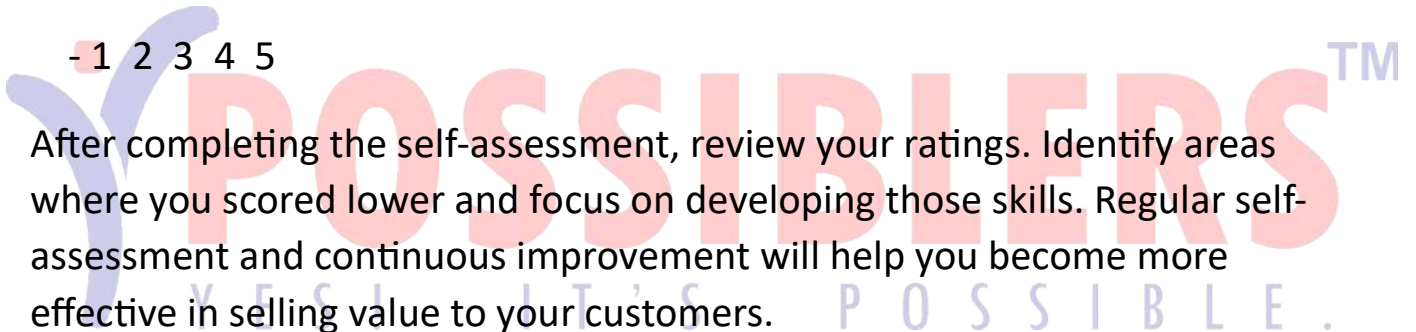 - 1 2 3 4 5
POSSIBLERS™
After completing the self-assessment, review your ratings. Identify areas
where you scored lower and focus on developing those skills. Regular self-
assessment and continuous improvement will help you become more
effective in selling value to your customers.
YES! IT'S POSSIBLE.